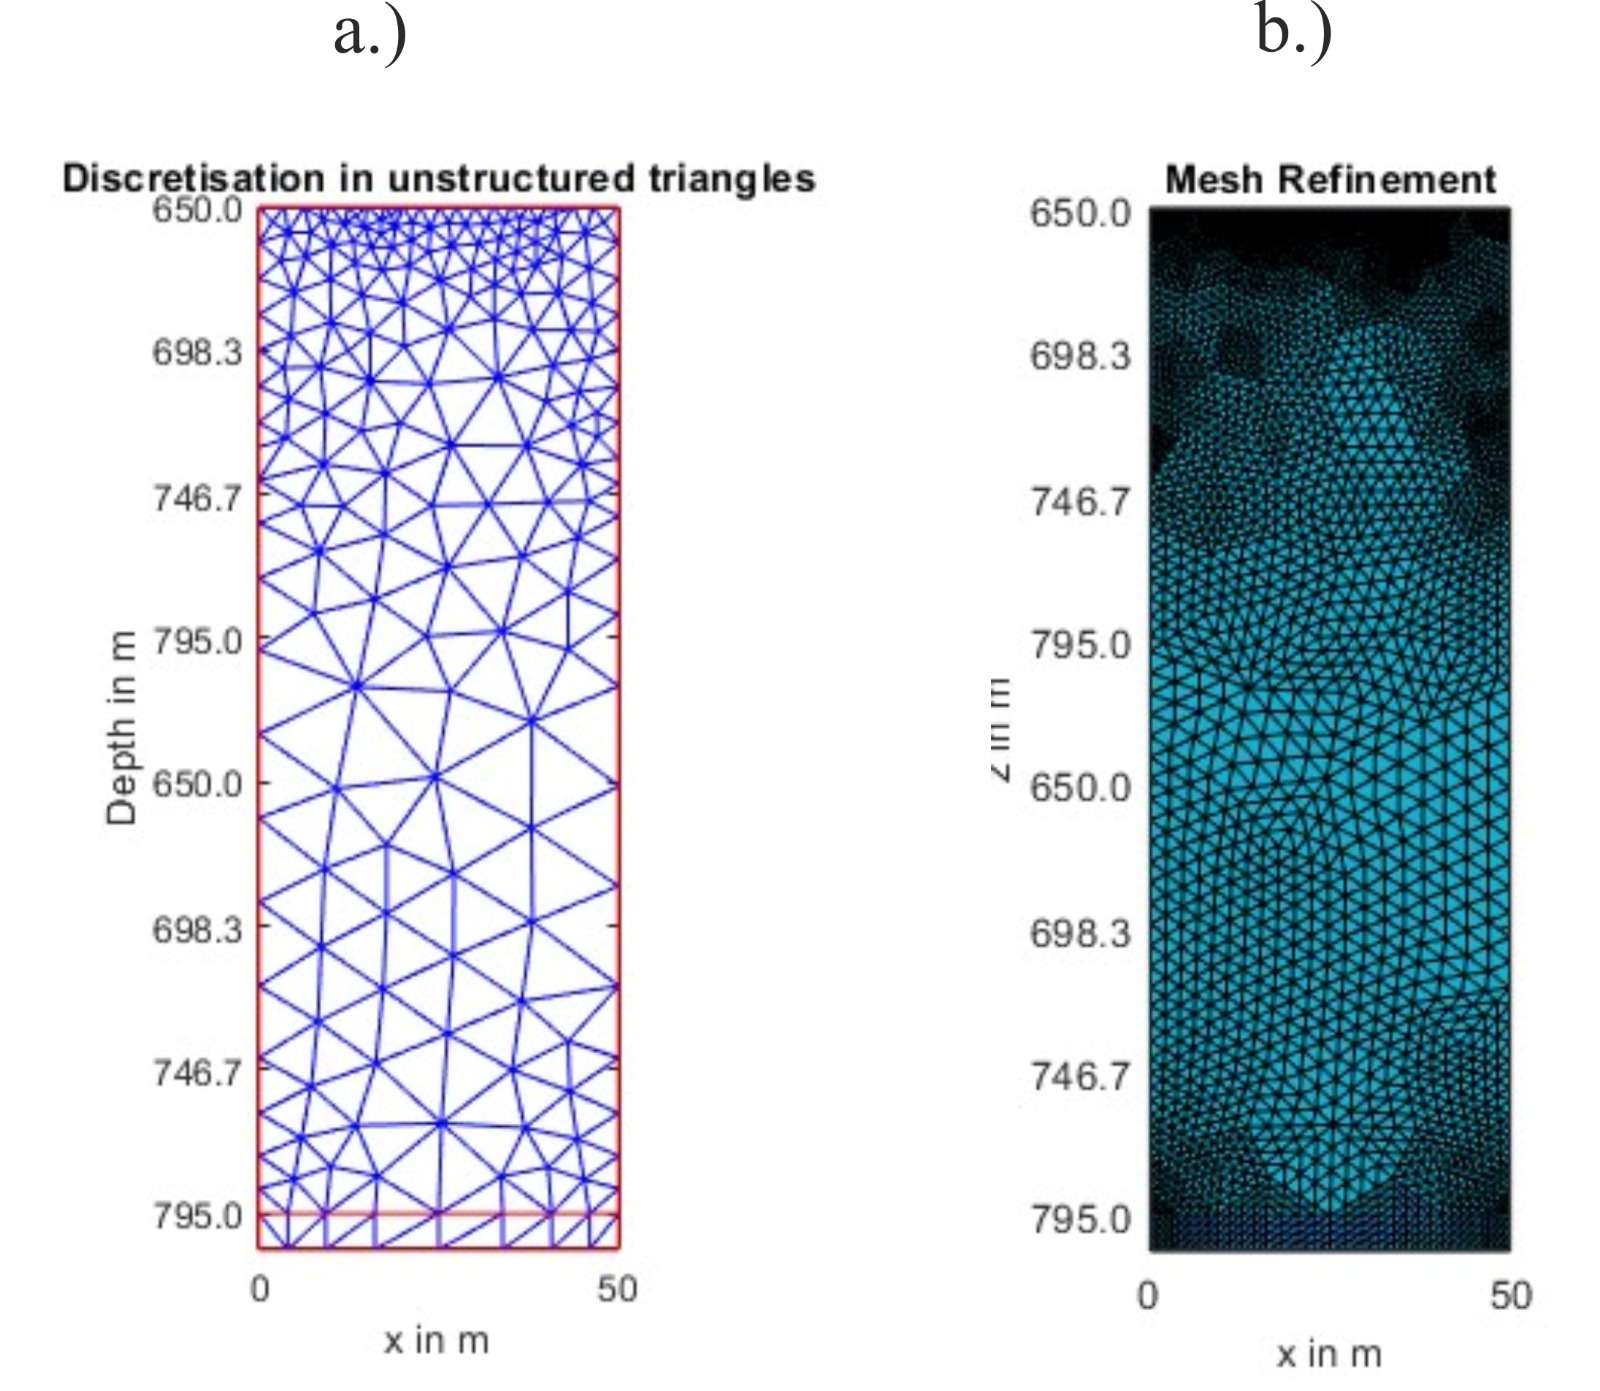 a.)
b.)
Discretisation in unstructured triangles
650.0
698.3
746.7
795.0
650.0
698.3
746.7
795.0
Depth in m
0
50
x in m
Mesh Refinement
650.0
698.3
746.7
795.0
650.0
698.3
746.7
795.0
z in m
0
50
x in m